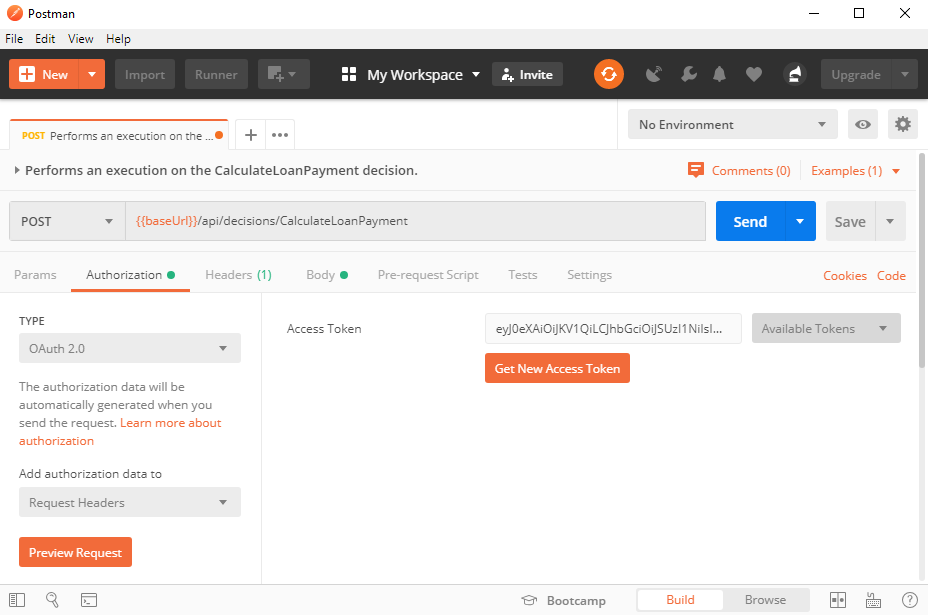 Postman
File Edit View Help
New Import Runner My Workspace Invite Upgrade
POST Performs an execution on the ... No Environment
Performs an execution on the CalculateLoanPayment decision. Comments (0) Examples (1)
POST {{baseUrl}}/api/decisions/CalculateLoanPayment Send Save
Params Authorization Headers (1) Body Pre-request Script Tests Settings Cookies Code
TYPE
OAuth 2.0
The authorization data will be
automatically generated when you
send the request. Learn more about
authorization
Add authorization data to
Request Headers
Preview Request
Access Token eyJ0eXAiOiJKV1QiLCJhbGciOiJSUzI1NiIsI... Available Tokens
Get New Access Token
Bootcamp Build Browse